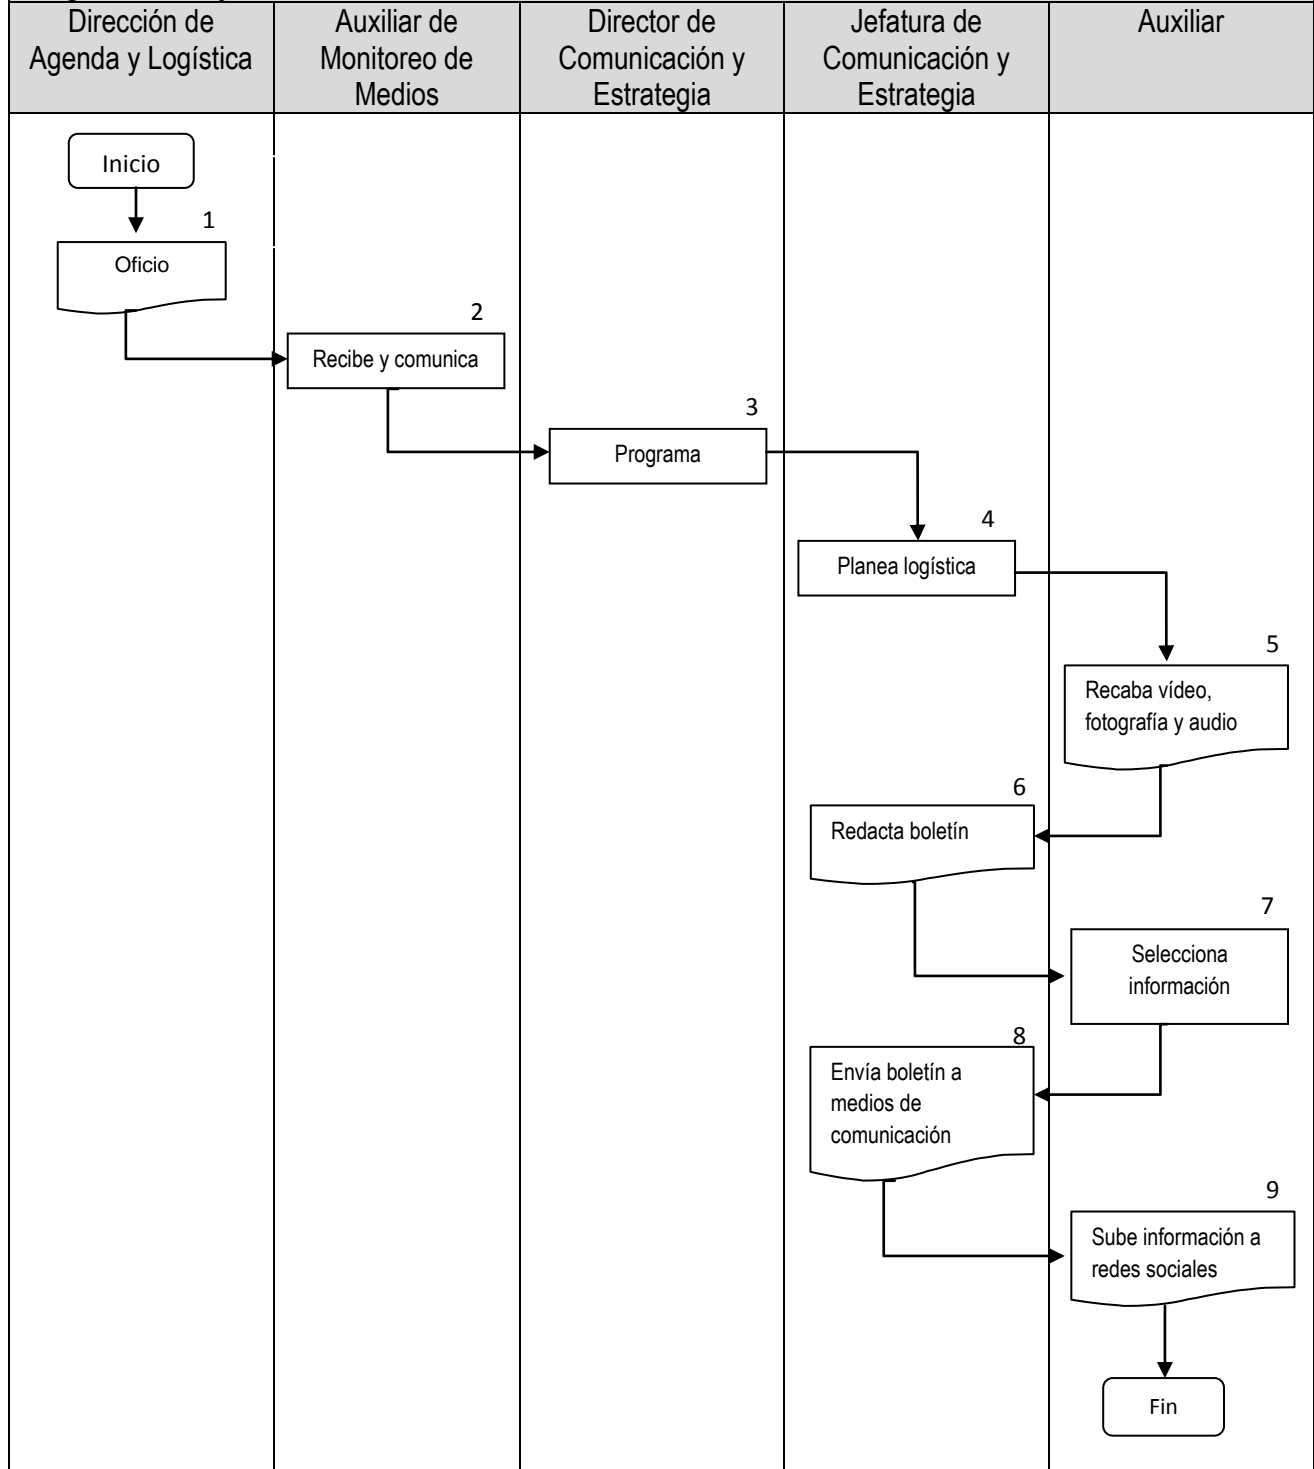 Dirección de
Agenda y Logística
Auxiliar de
Monitoreo de
Medios
Director de
Comunicación y
Estrategia
Jefatura de
Comunicación y
Estrategia
Auxiliar
Inicio
1
Oficio
2
Recibe y comunica
3
Programa
4
Planea logística
5
Recaba vídeo,
fotografía y audio
6
Redacta boletín
7
Selecciona
información
8
Envía boletín a
medios de
comunicación
9
Sube información a
redes sociales
Fin